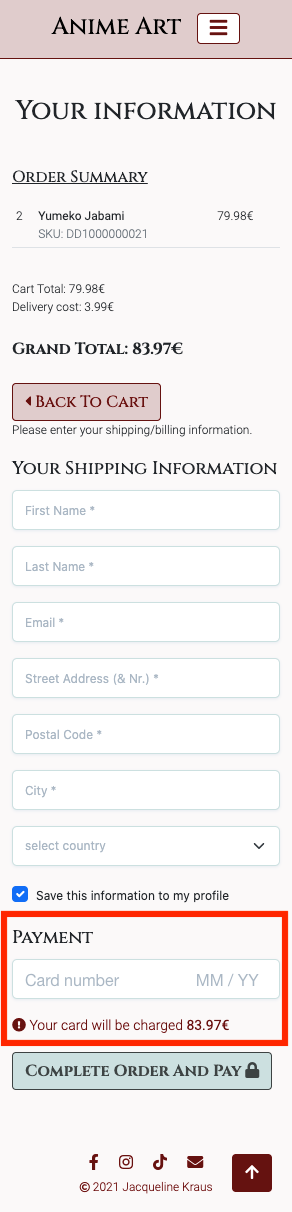 Anime Art
Your information
Order Summary
2 Yumeko Jabami 79.98€
SKU: DD1000000021
Cart Total: 79.98€
Delivery cost: 3.99€
Grand Total: 83.97€
Back To Cart
Please enter your shipping/billing information.
Your Shipping Information
First Name *
Last Name *
Email *
Street Address (& Nr.) *
Postal Code *
City *
select country
Save this information to my profile
Payment
Card number MM / YY
Your card will be charged 83.97€
Complete Order And Pay
© 2021 Jacqueline Kraus